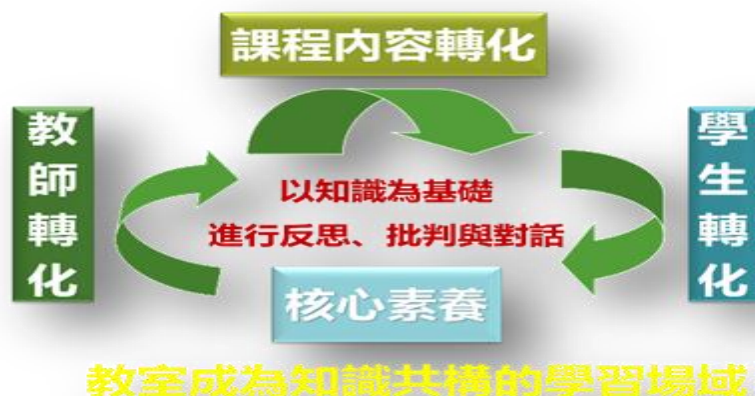 課程內容轉化
教師轉化
學生轉化
以知識為基礎
進行反思、批判與對話
核心素養
教室成為知識共構的學習場域